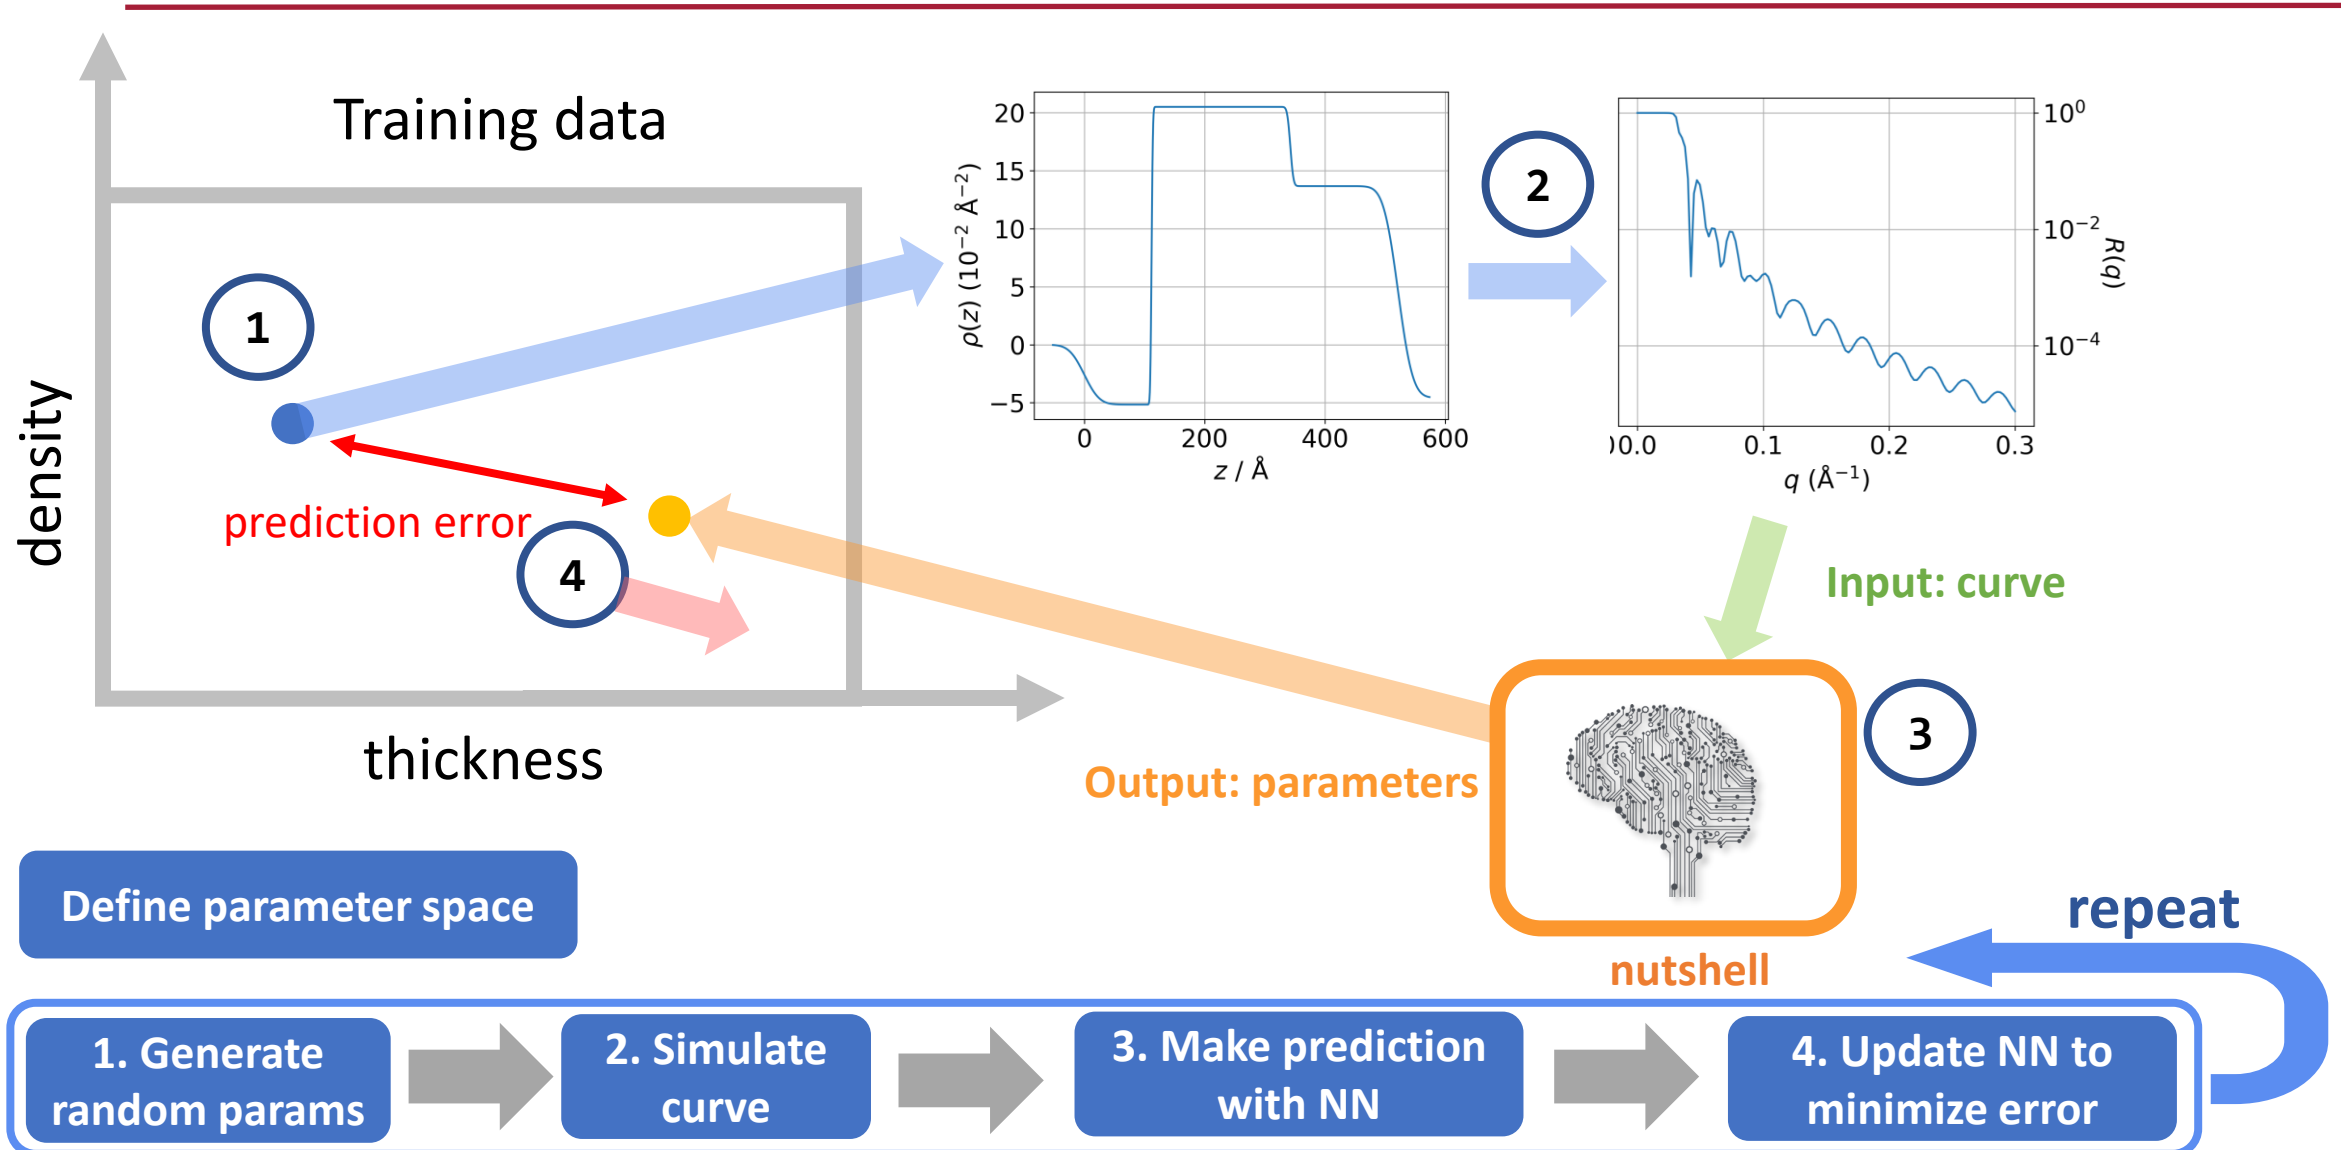 Training data
density
thickness
1
prediction error
4
20
15
10
5
0
−5
ρ(z) (10⁻² Å⁻²)
0 200 400 600
z / Å
2
10⁰
10⁻²
10⁻⁴
R(q)
0.0 0.1 0.2 0.3
q (Å⁻¹)
Input: curve
3
Output: parameters
nutshell
Define parameter space
repeat
1. Generate
random params
2. Simulate
curve
3. Make prediction
with NN
4. Update NN to
minimize error